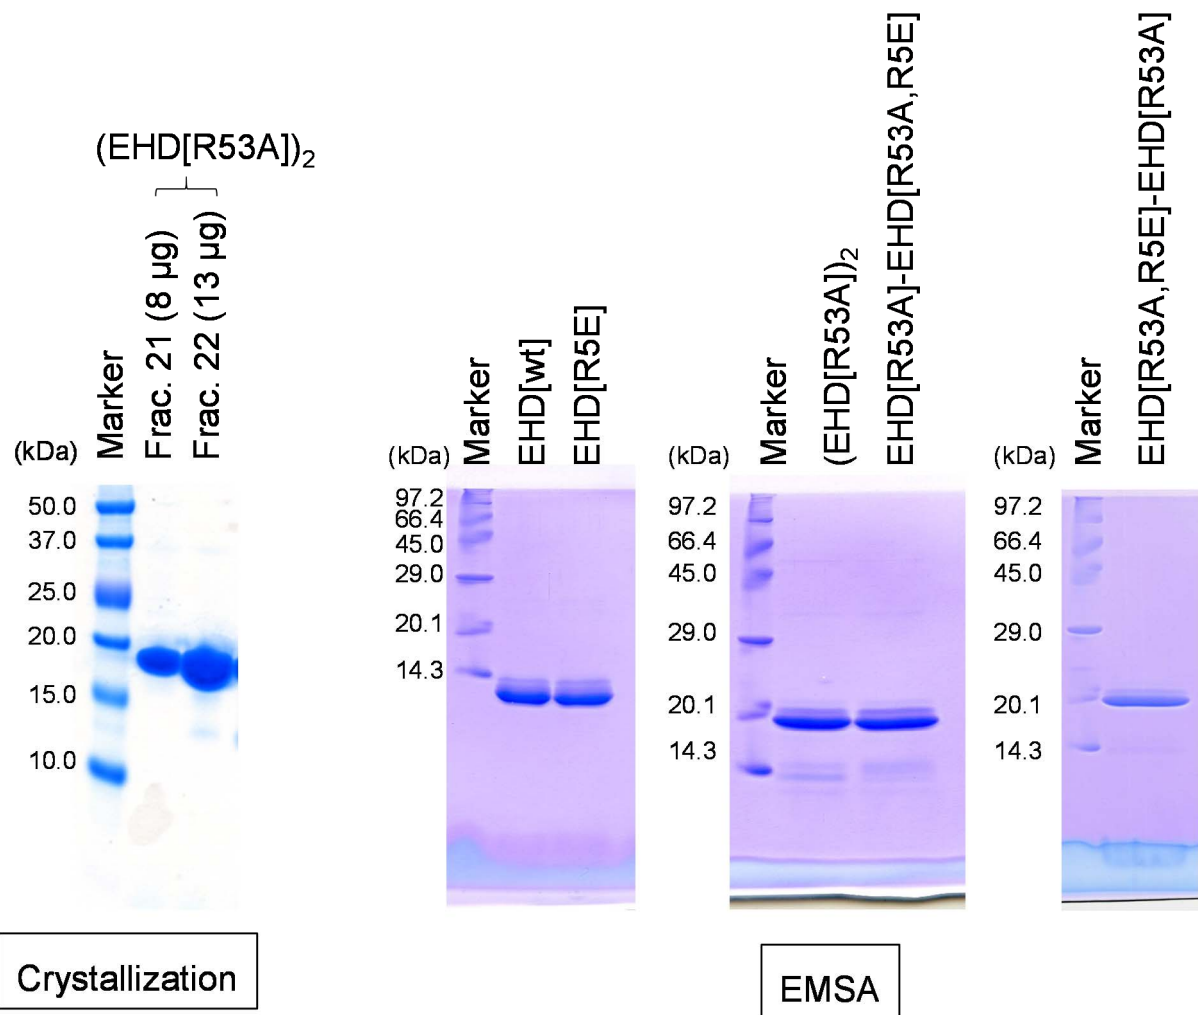 (EHD[R53A])2
Marker
Frac. 21 (8 µg)
Frac. 22 (13 µg)
(kDa)
50.0
37.0
25.0
20.0
15.0
10.0
Crystallization
Marker
EHD[wt]
EHD[R5E]
(kDa)
97.2
66.4
45.0
29.0
20.1
14.3
Marker
(EHD[R53A])2
EHD[R53A]-EHD[R53A,R5E]
(kDa)
97.2
66.4
45.0
29.0
20.1
14.3
Marker
EHD[R53A,R5E]-EHD[R53A]
(kDa)
97.2
66.4
45.0
29.0
20.1
14.3
EMSA